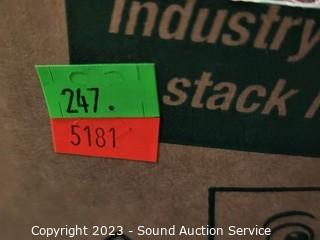 Industry
stack
247.
5181
Copyright 2023 - Sound Auction Service